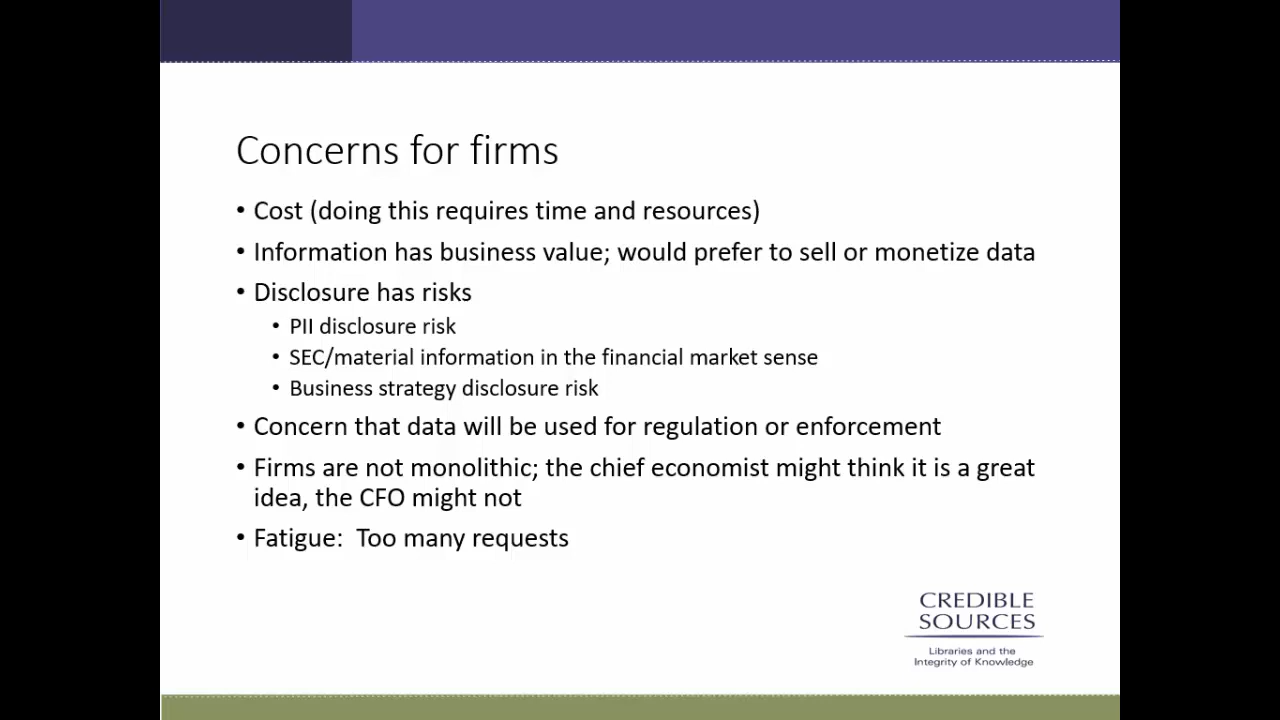 Concerns for firms
• Cost (doing this requires time and resources)
• Information has business value; would prefer to sell or monetize data
• Disclosure has risks
• PII disclosure risk
• SEC/material information in the financial market sense
• Business strategy disclosure risk
• Concern that data will be used for regulation or enforcement
• Firms are not monolithic; the chief economist might think it is a great
idea, the CFO might not
• Fatigue:  Too many requests
CREDIBLE
SOURCES
Libraries and the
Integrity of Knowledge